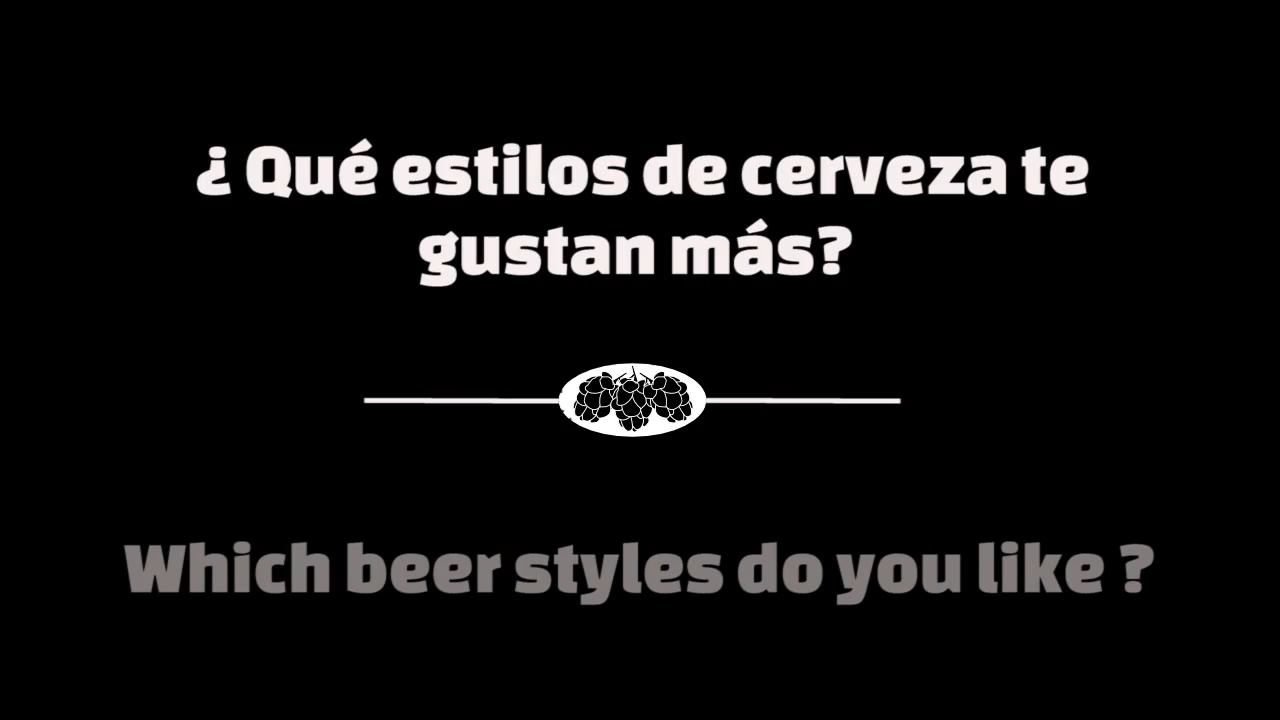 ¿ Qué estilos de cerveza te
gustan más?
Which beer styles do you like ?